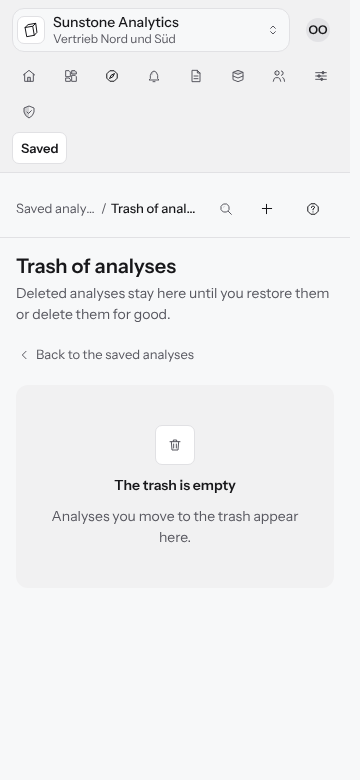 Sunstone Analytics
Vertrieb Nord und Süd
OO
Saved
Saved analy… / Trash of anal…
Trash of analyses
Deleted analyses stay here until you restore them
or delete them for good.
Back to the saved analyses
The trash is empty
Analyses you move to the trash appear
here.